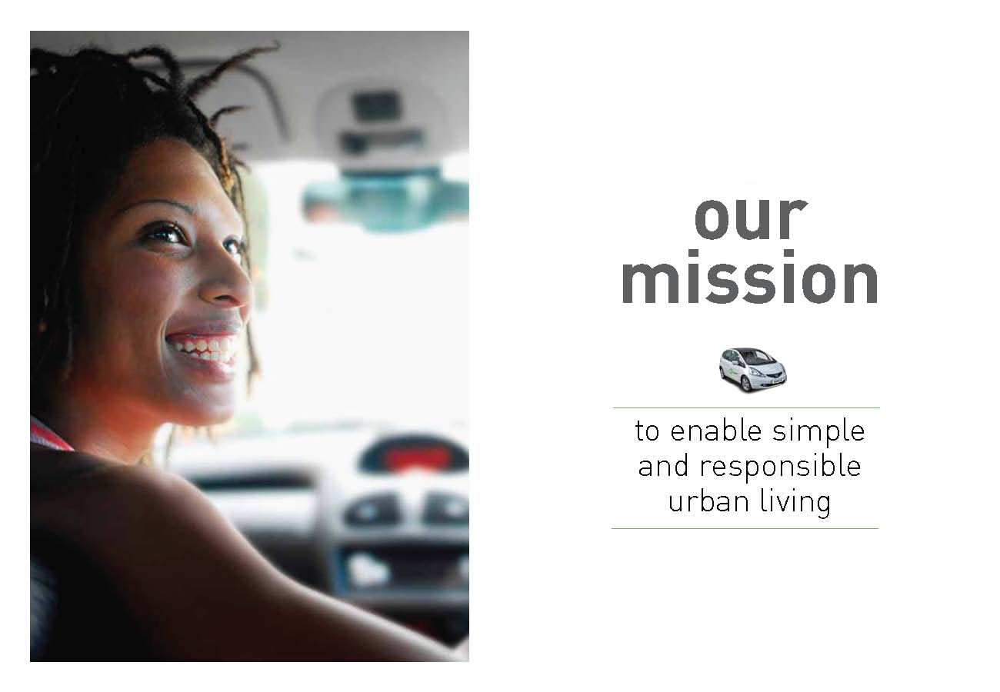 our
mission
to enable simple
and responsible
urban living